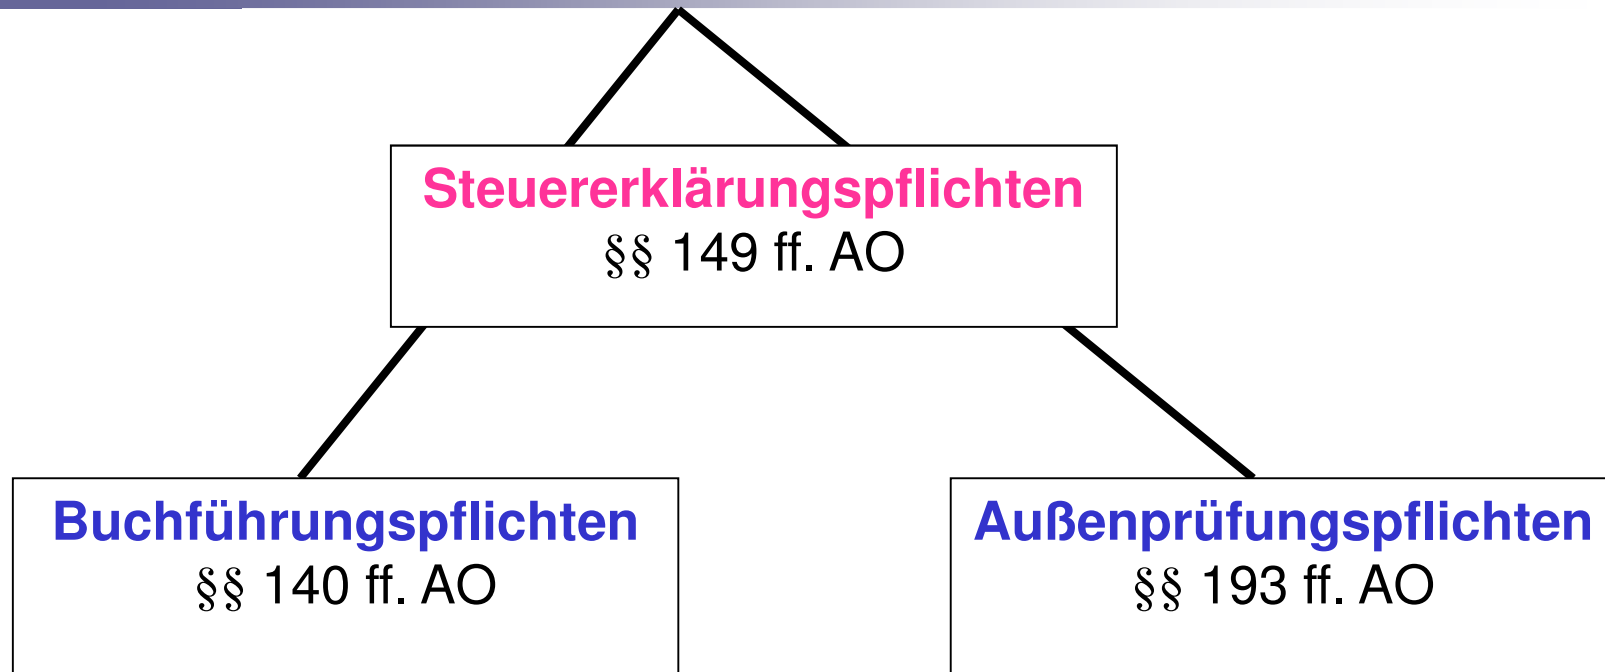 Steuererklärungspflichten
§§ 149 ff. AO
Buchführungspflichten
§§ 140 ff. AO
Außenprüfungspflichten
§§ 193 ff. AO